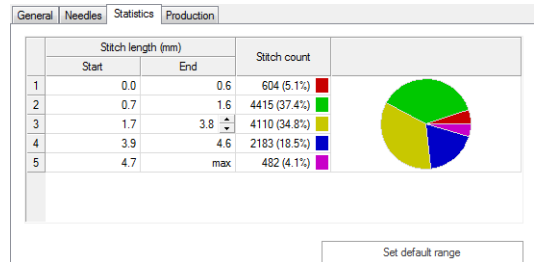 General Needles Statistics Production
Stitch length (mm) Stitch count
Start End
1 0.0 0.6 604 (5.1%)
2 0.7 1.6 4415 (37.4%)
3 1.7 3.8 4110 (34.8%)
4 3.9 4.6 2183 (18.5%)
5 4.7 max 482 (4.1%)
Set default range